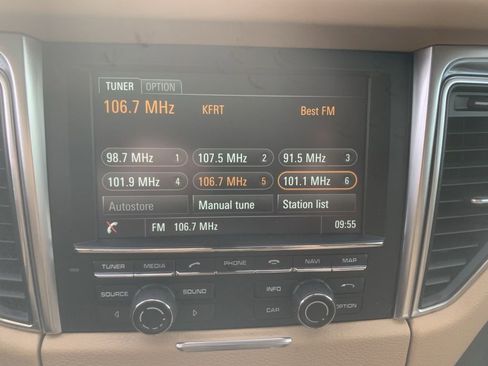 TUNER OPTION
106.7 MHz KFRT Best FM
98.7 MHz 1 107.5 MHz 2 91.5 MHz 3
101.9 MHz 4 106.7 MHz 5 101.1 MHz 6
Autostore Manual tune Station list
FM 106.7 MHz 09:55
TUNER MEDIA PHONE NAVI MAP
SOURCE SOUND INFO
CAR OPTION